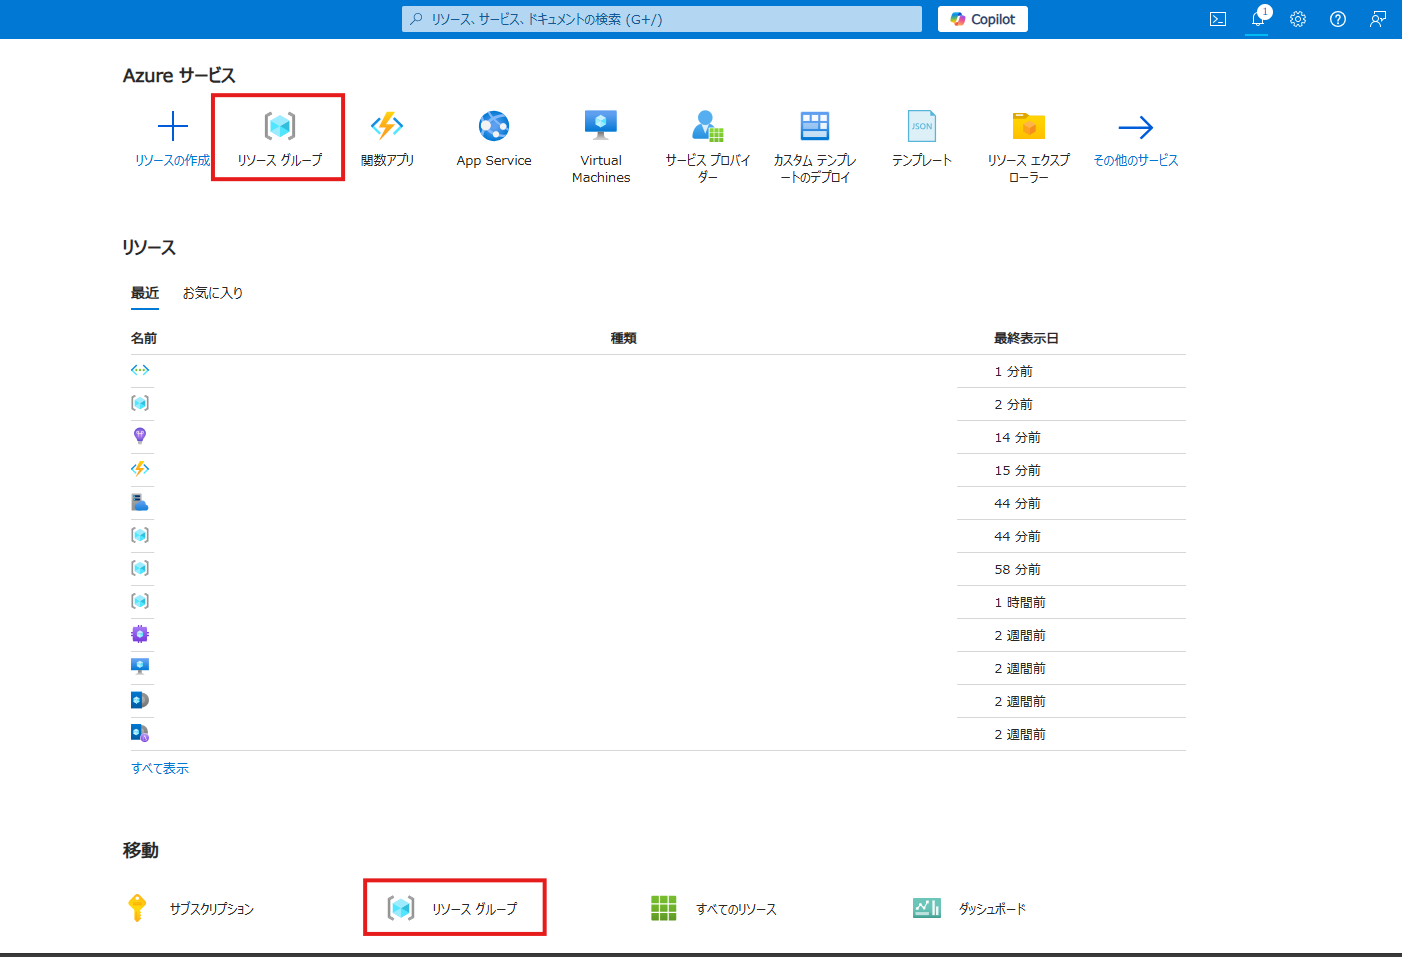 リソース、サービス、ドキュメントの検索 (G+/)
Copilot
1
Azure サービス
リソースの作成
リソース グループ
関数アプリ
App Service
Virtual
Machines
サービス プロバイ
ダー
カスタム テンプレ
ートのデプロイ
JSON
テンプレート
リソース エクスプ
ローラー
その他のサービス
リソース
最近
お気に入り
名前
種類
最終表示日
1 分前
2 分前
14 分前
15 分前
44 分前
44 分前
58 分前
1 時間前
2 週間前
2 週間前
2 週間前
2 週間前
すべて表示
移動
サブスクリプション
リソース グループ
すべてのリソース
ダッシュボード